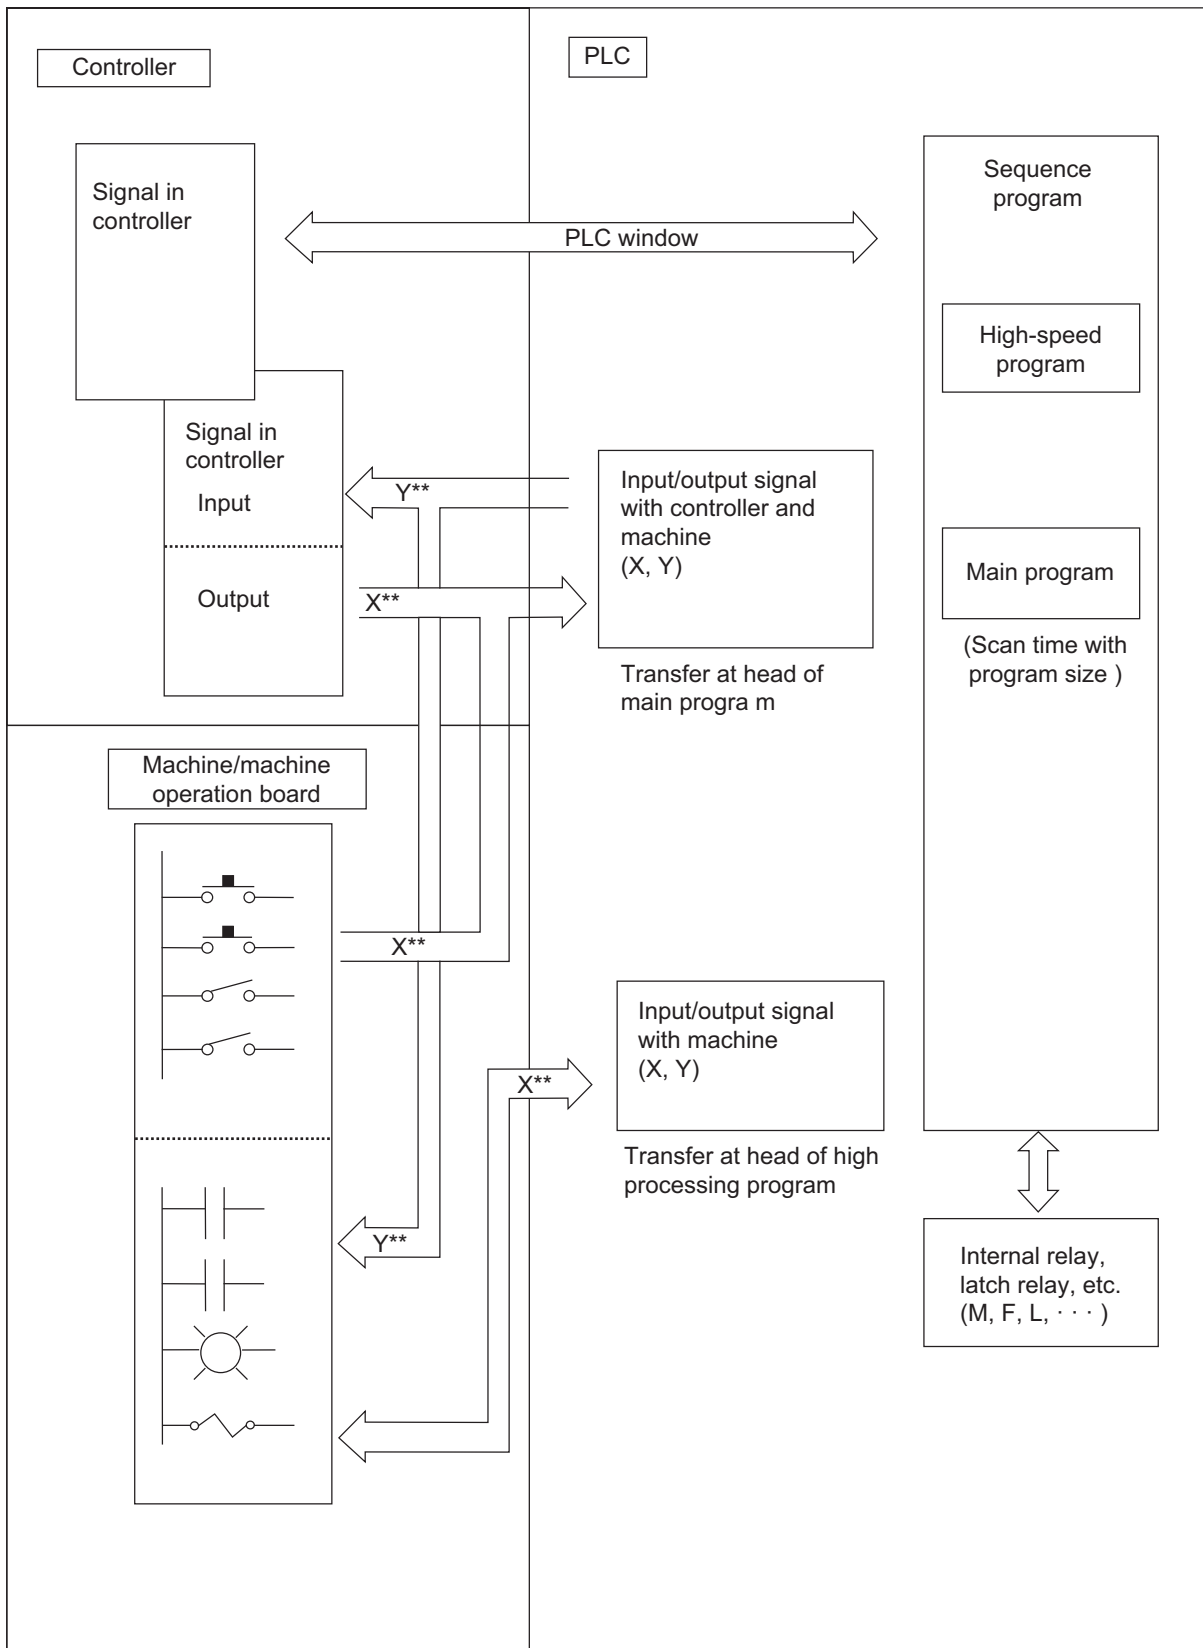 Controller
PLC
Signal in
controller
PLC window
Sequence
program
High-speed
program
Signal in
controller
Input
Output
Y**
X**
Input/output signal
with controller and
machine
(X, Y)
Transfer at head of
main progra m
Main program
(Scan time with
program size )
Machine/machine
operation board
X**
X**
Y**
Input/output signal
with machine
(X, Y)
Transfer at head of high
processing program
Internal relay,
latch relay, etc.
(M, F, L, · · · )